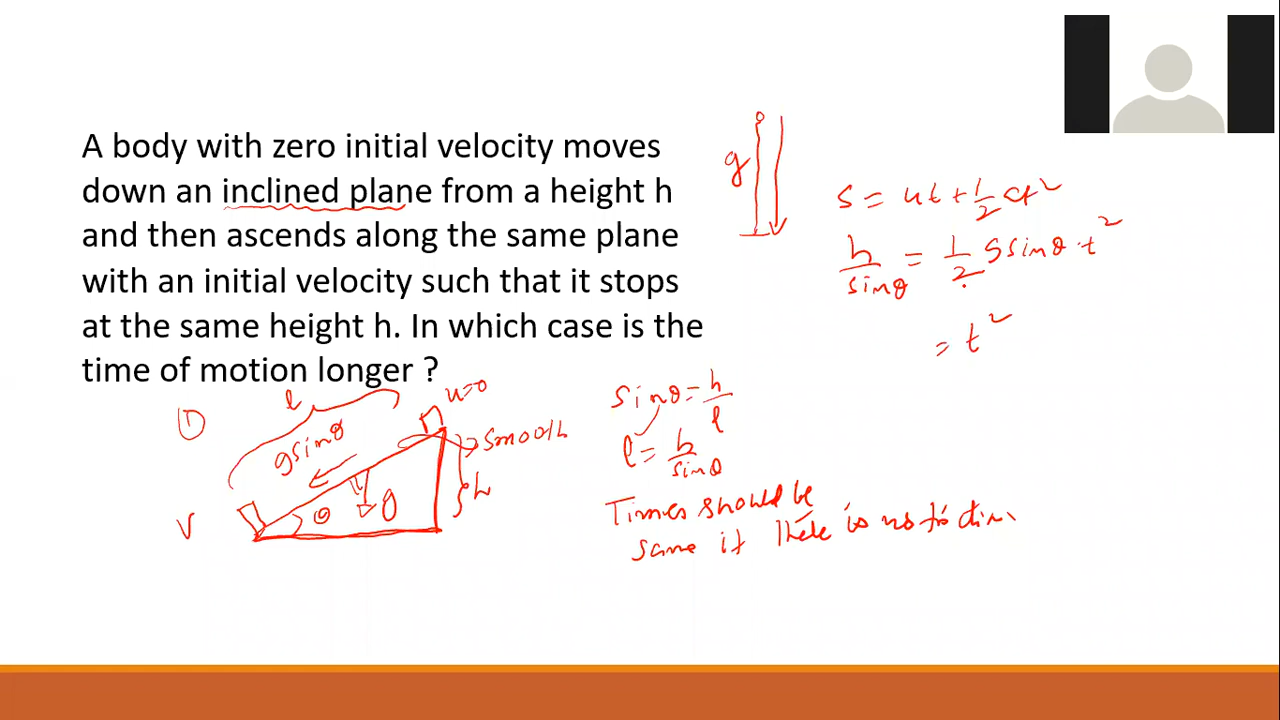 A body with zero initial velocity moves
down an inclined plane from a height h
and then ascends along the same plane
with an initial velocity such that it stops
at the same height h. In which case is the
time of motion longer ?
g
s = ut + 1/2 at²
h/sinθ = 1/2 gsinθ·t²
= t²
①
l
gsinθ
u=0
smooth
h
θ
g
V
sinθ = h/l
l = h/sinθ
Times should be
same if there is no